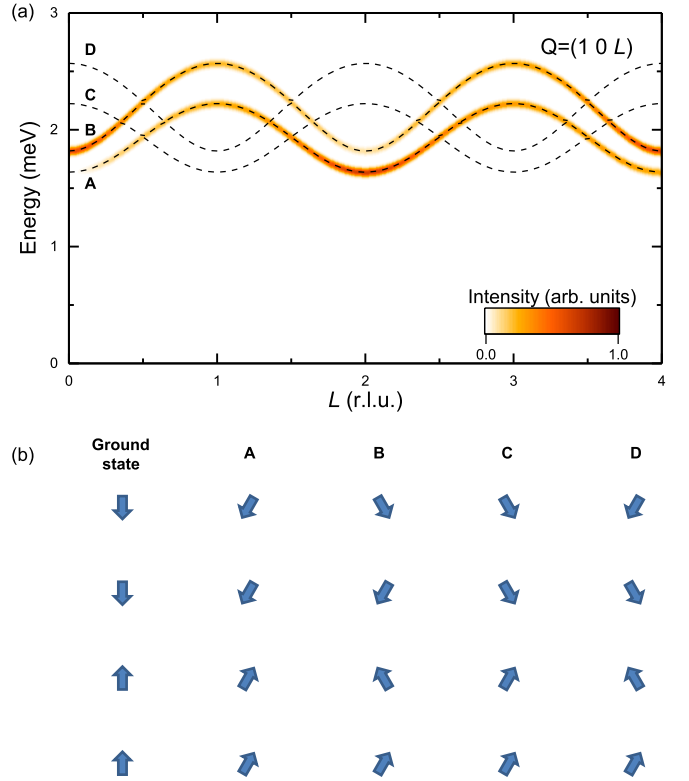 (a)
3
2
1
0
Energy (meV)
D
C
B
A
Q=(1 0 L)
Intensity (arb. units)
0.0 1.0
0 1 2 3 4
L (r.l.u.)
(b)
Ground
state
A B C D